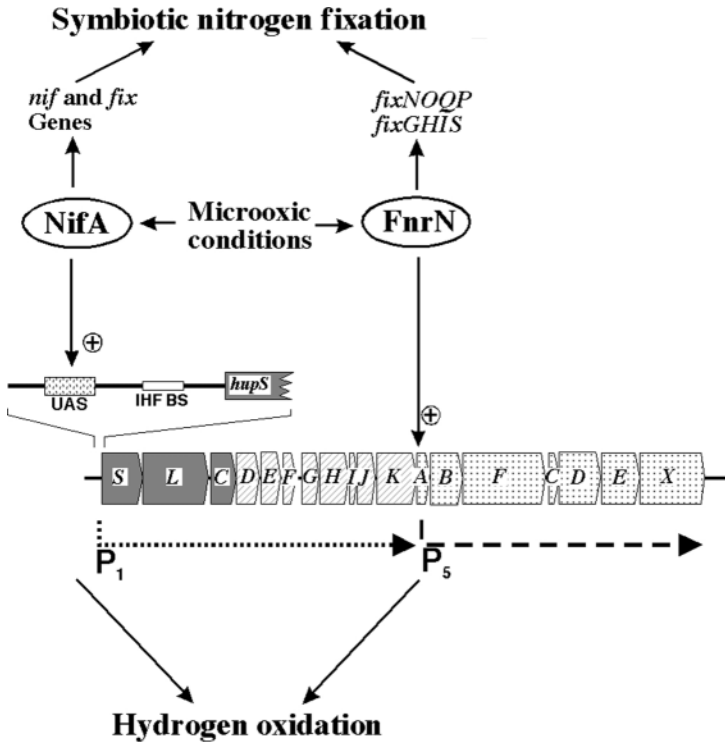 Symbiotic nitrogen fixation
nif and fix
Genes
fixNOQP
fixGHIS
NifA
Microoxic
conditions
FnrN
+
hupS
UAS
IHF BS
+
S L C D E F G H I J K A B F C D E X
P1
P5
Hydrogen oxidation